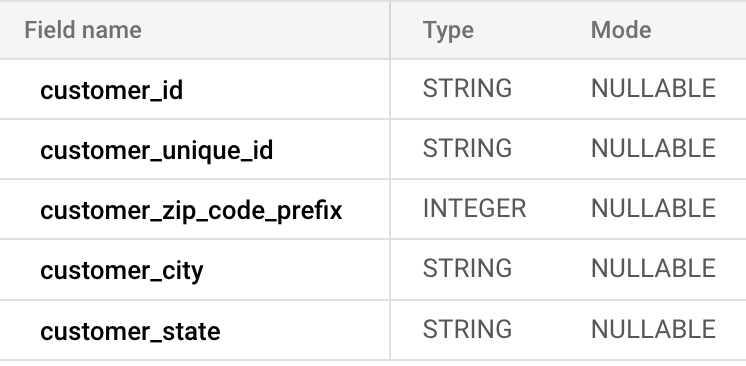 Field name Type Mode
customer_id STRING NULLABLE
customer_unique_id STRING NULLABLE
customer_zip_code_prefix INTEGER NULLABLE
customer_city STRING NULLABLE
customer_state STRING NULLABLE